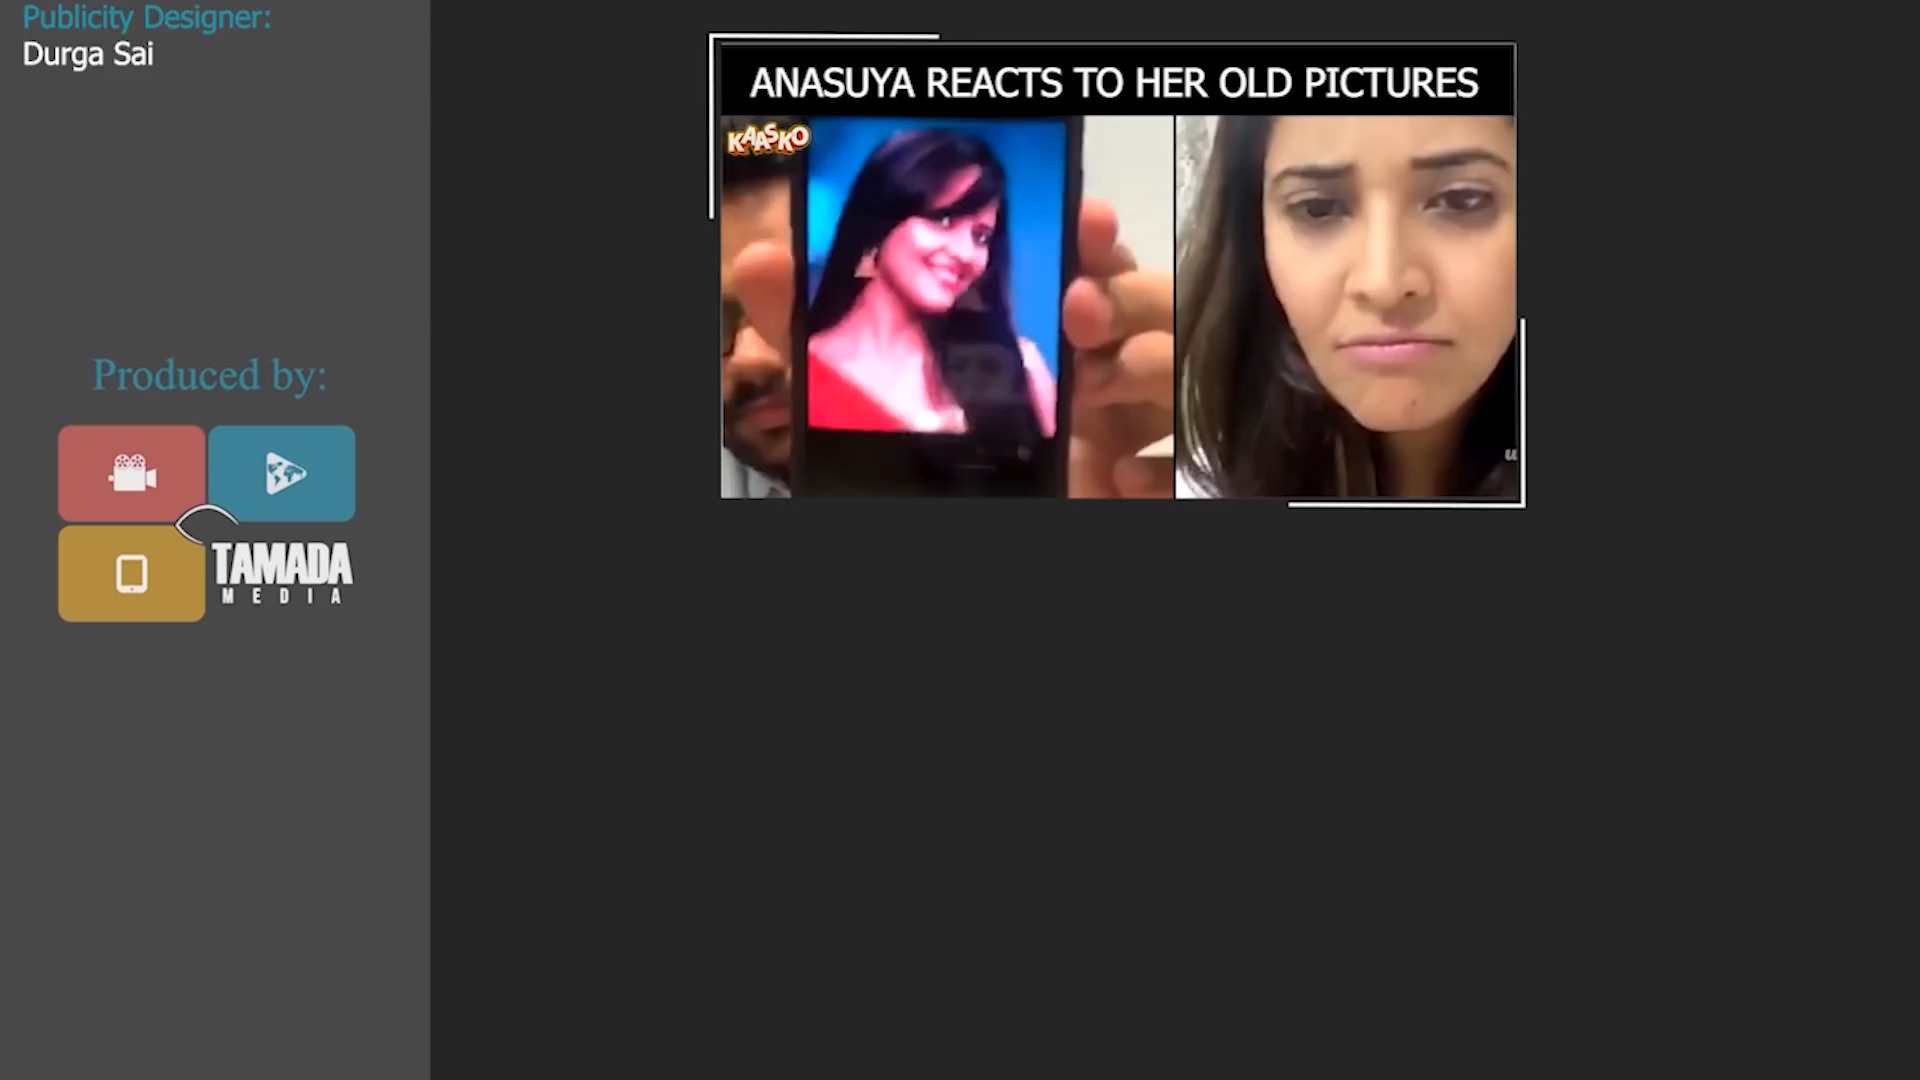 Publicity Designer:
Durga Sai
Produced by:
TAMADA
MEDIA
ANASUYA REACTS TO HER OLD PICTURES
KAASKO